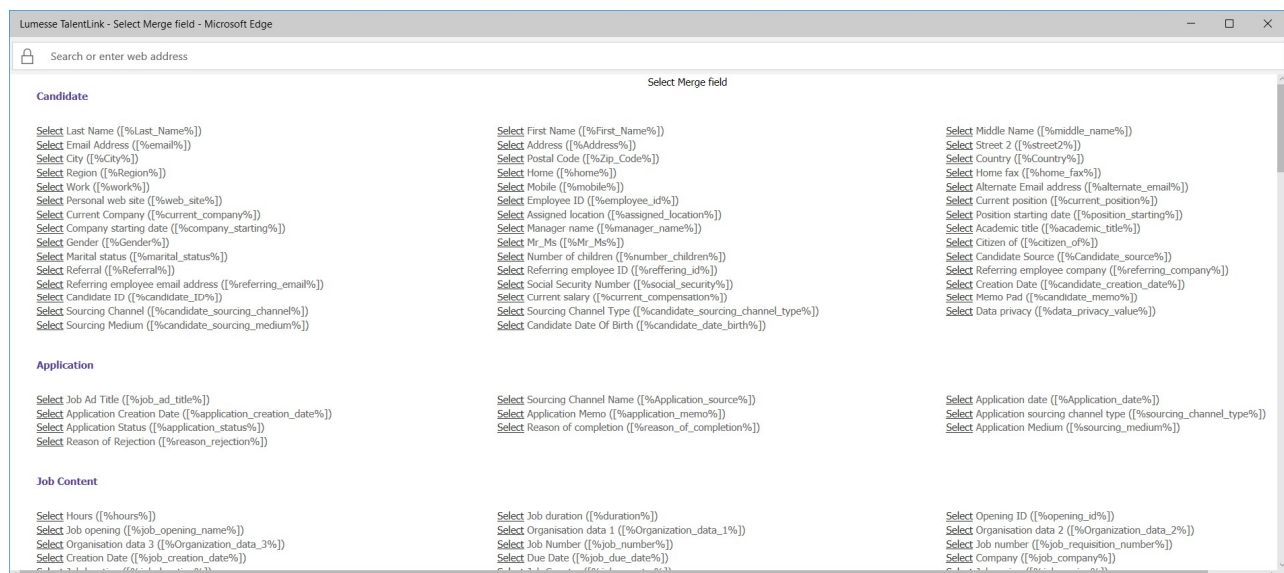 Lumesse TalentLink - Select Merge field - Microsoft Edge
Search or enter web address
Select Merge field
Candidate
Select Last Name ([%Last_Name%]) Select First Name ([%First_Name%]) Select Middle Name ([%middle_name%])
Select Email Address ([%email%]) Select Address ([%Address%]) Select Street 2 ([%street2%])
Select City ([%City%]) Select Postal Code ([%Zip_Code%]) Select Country ([%Country%])
Select Region ([%Region%]) Select Home ([%home%]) Select Home fax ([%home_fax%])
Select Work ([%work%]) Select Mobile ([%mobile%]) Select Alternate Email address ([%alternate_email%])
Select Personal web site ([%web_site%]) Select Employee ID ([%employee_id%]) Select Current position ([%current_position%])
Select Current Company ([%current_company%]) Select Assigned location ([%assigned_location%]) Select Position starting date ([%position_starting%])
Select Company starting date ([%company_starting%]) Select Manager name ([%manager_name%]) Select Academic title ([%academic_title%])
Select Gender ([%Gender%]) Select Mr_Ms ([%Mr_Ms%]) Select Citizen of ([%citizen_of%])
Select Marital status ([%marital_status%]) Select Number of children ([%number_children%]) Select Candidate Source ([%Candidate_source%])
Select Referral ([%Referral%]) Select Referring employee ID ([%reffering_id%]) Select Referring employee company ([%referring_company%])
Select Referring employee email address ([%referring_email%]) Select Social Security Number ([%social_security%]) Select Creation Date ([%candidate_creation_date%])
Select Candidate ID ([%candidate_ID%]) Select Current salary ([%current_compensation%]) Select Memo Pad ([%candidate_memo%])
Select Sourcing Channel ([%candidate_sourcing_channel%]) Select Sourcing Channel Type ([%candidate_sourcing_channel_type%]) Select Data privacy ([%data_privacy_value%])
Select Sourcing Medium ([%candidate_sourcing_medium%]) Select Candidate Date Of Birth ([%candidate_date_birth%])
Application
Select Job Ad Title ([%job_ad_title%]) Select Sourcing Channel Name ([%Application_source%]) Select Application date ([%Application_date%])
Select Application Creation Date ([%application_creation_date%]) Select Application Memo ([%application_memo%]) Select Application sourcing channel type ([%sourcing_channel_type%])
Select Application Status ([%application_status%]) Select Reason of completion ([%reason_of_completion%]) Select Application Medium ([%sourcing_medium%])
Select Reason of Rejection ([%reason_rejection%])
Job Content
Select Hours ([%hours%]) Select Job duration ([%duration%]) Select Opening ID ([%opening_id%])
Select Job opening ([%job_opening_name%]) Select Organisation data 1 ([%Organization_data_1%]) Select Organisation data 2 ([%Organization_data_2%])
Select Organisation data 3 ([%Organization_data_3%]) Select Job Number ([%job_number%]) Select Job number ([%job_requisition_number%])
Select Creation Date ([%job_creation_date%]) Select Due Date ([%job_due_date%]) Select Company ([%job_company%])